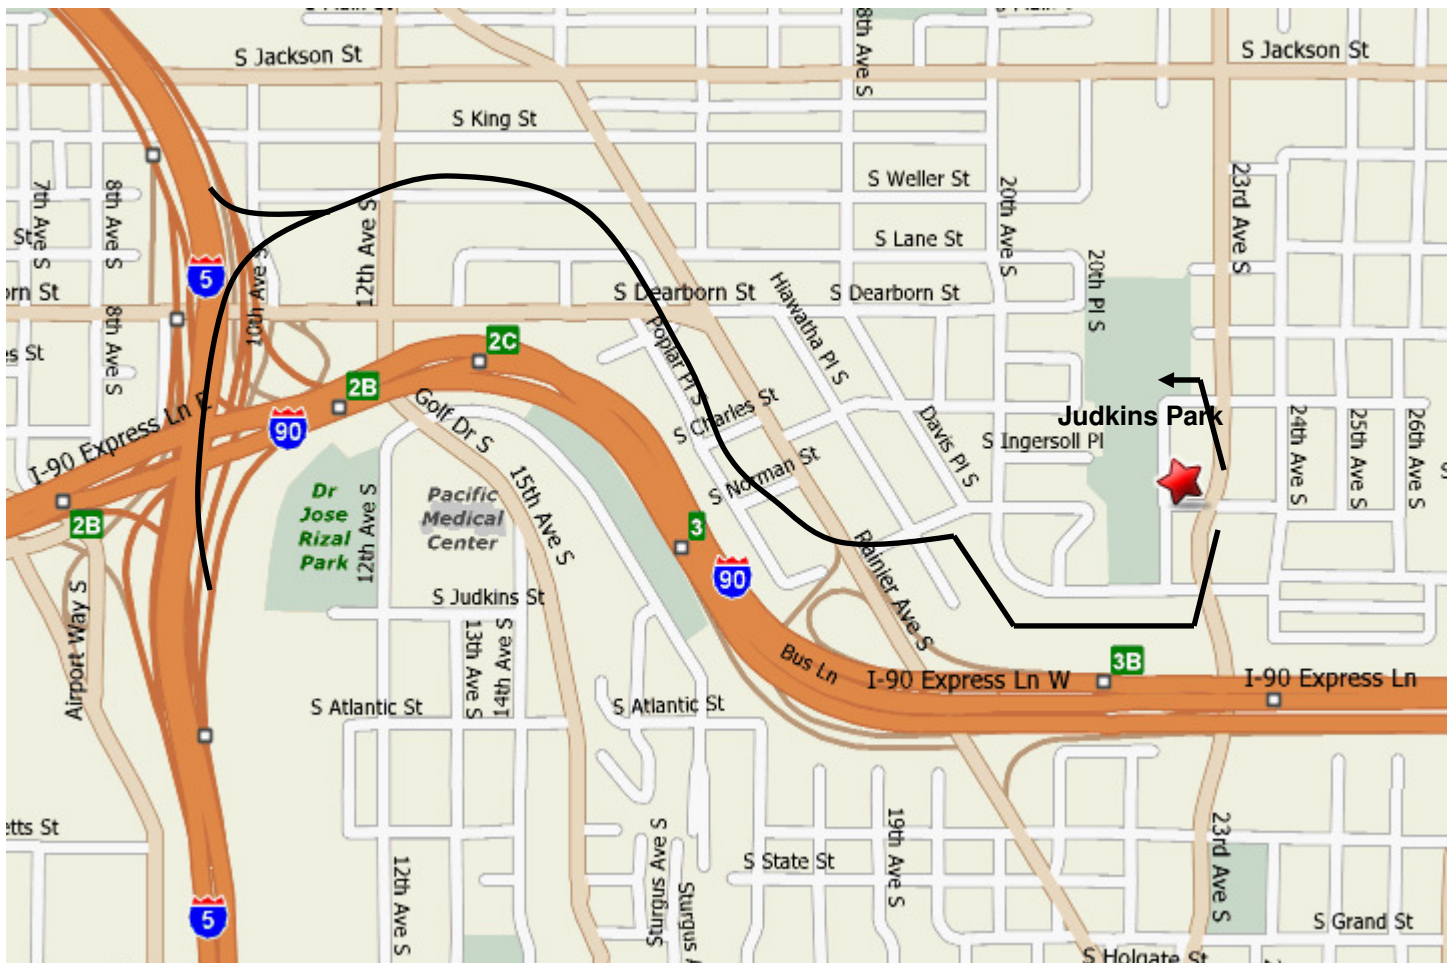 S Jackson St
S Jackson St
8th Ave S
S King St
7th Ave S
8th Ave S
S Weller St
20th Ave S
23rd Ave S
St
12th Ave S
S Lane St
10th Ave S
5
20th Pl S
S Dearborn St
S Dearborn St
Hiawatha Pl S
8th Ave S
2C
Poplar Pl S
2B
Judkins Park
I-90 Express Ln E
Golf Dr S
S Charles St
Davis Pl S
S Ingersoll Pl
24th Ave S
25th Ave S
26th Ave S
90
S Norman St
Dr
Jose
Rizal
Park
12th Ave S
Pacific
Medical
Center
15th Ave S
2B
3
90
Rainier Ave S
S Judkins St
Airport Way S
13th Ave S
14th Ave S
Bus Ln
I-90 Express Ln W
3B
I-90 Express Ln
S Atlantic St
S Atlantic St
19th Ave S
23rd Ave S
S State St
12th Ave S
Sturgus Ave S
Sturgus
5
S Grand St
S Holgate St